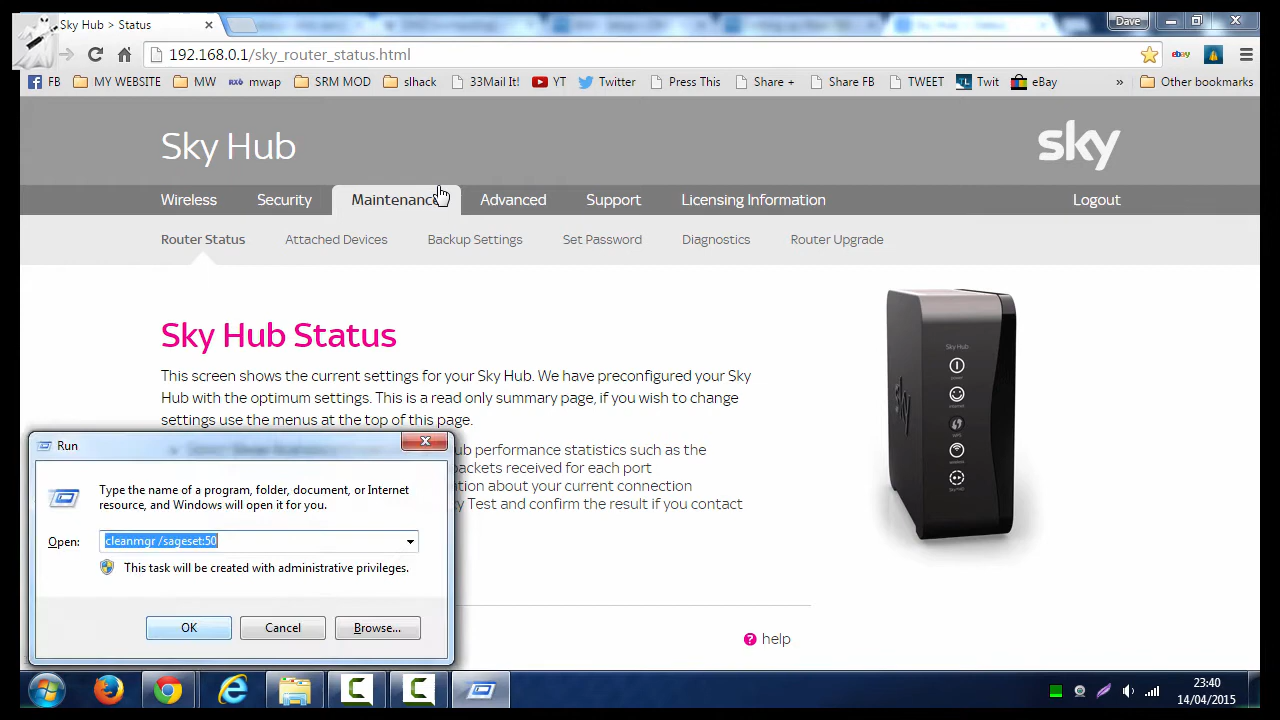 Sky Hub > Status
Dave
192.168.0.1/sky_router_status.html
FB MY WEBSITE MW mwap SRM MOD slhack 33Mail It! YT Twitter Press This Share + Share FB TWEET Twit eBay » Other bookmarks
Sky Hub
sky
Wireless Security Maintenance Advanced Support Licensing Information Logout
Router Status Attached Devices Backup Settings Set Password Diagnostics Router Upgrade
Sky Hub Status
This screen shows the current settings for your Sky Hub. We have preconfigured your Sky
Hub with the optimum settings. This is a read only summary page, if you wish to change
settings use the menus at the top of this page.
ub performance statistics such as the
packets received for each port
tion about your current connection
y Test and confirm the result if you contact
Sky Hub
sky
help
Run
Type the name of a program, folder, document, or Internet
resource, and Windows will open it for you.
Open: cleanmgr /sageset:50
This task will be created with administrative privileges.
OK Cancel Browse...
23:40
14/04/2015